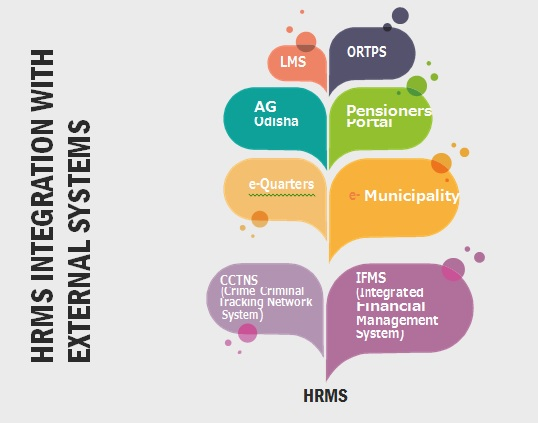 HRMS INTEGRATION WITH
EXTERNAL SYSTEMS
LMS
ORTPS
AG
Odisha
Pensioners
Portal
e-Quarters
e- Municipality
CCTNS
(Crime Criminal
Tracking Network
System)
IFMS
(Integrated
Financial
Management
System)
HRMS